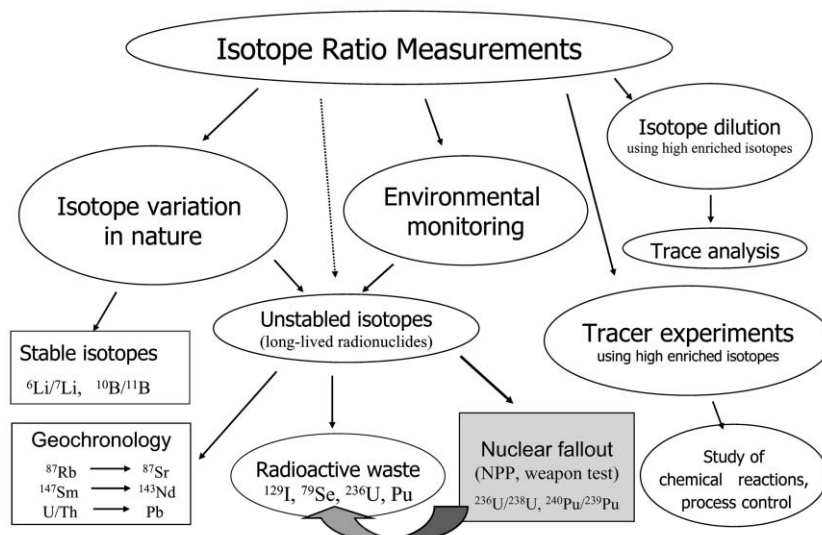 Isotope Ratio Measurements
Isotope dilution
using high enriched isotopes
Isotope variation
in nature
Environmental
monitoring
Trace analysis
Unstabled isotopes
(long-lived radionuclides)
Tracer experiments
using high enriched isotopes
Stable isotopes
⁶Li/⁷Li, ¹⁰B/¹¹B
Geochronology
⁸⁷Rb → ⁸⁷Sr
¹⁴⁷Sm → ¹⁴³Nd
U/Th → Pb
Radioactive waste
¹²⁹I, ⁷⁹Se, ²³⁶U, Pu
Nuclear fallout
(NPP, weapon test)
²³⁶U/²³⁸U, ²⁴⁰Pu/²³⁹Pu
Study of
chemical reactions,
process control